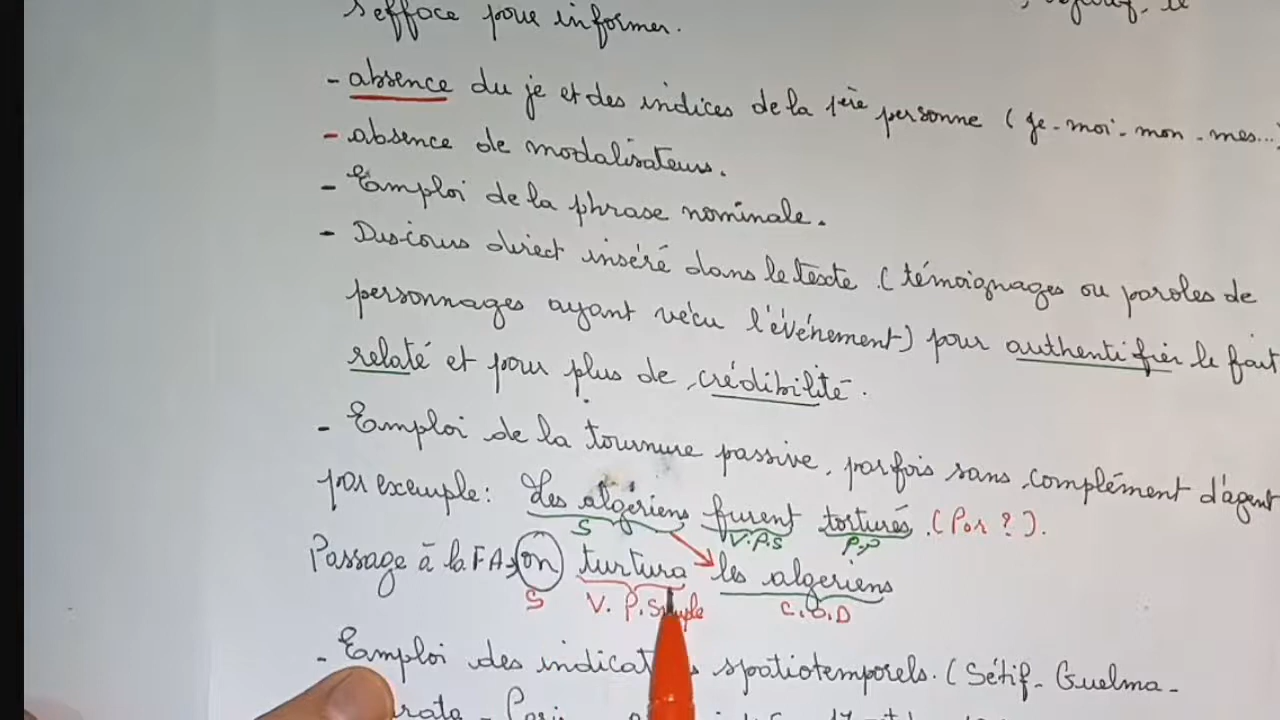 s'efface pour informer.
- absence du je et des indices de la 1ère personne ( je - moi - mon - mes...
- absence de modalisateurs.
- Emploi de la phrase nominale.
- Discours direct inséré dans le texte . ( témoignages ou paroles de
personnages ayant vécu l'événement ) pour authentifier le fait
relaté et pour plus de crédibilité .
- Emploi de la tournure passive, parfois sans complément d'agent
par exemple : Les algériens furent torturés . ( Par ? ) .
S V.P.S P.P
Passage à la FA, on turtura les algeriens
S V. P. Simple C.O.D
- Emploi des spatiotemporels. ( Sétif - Guelma -